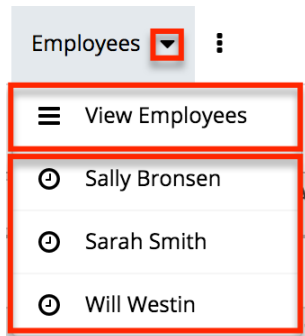 Employees
View Employees
Sally Bronsen
Sarah Smith
Will Westin